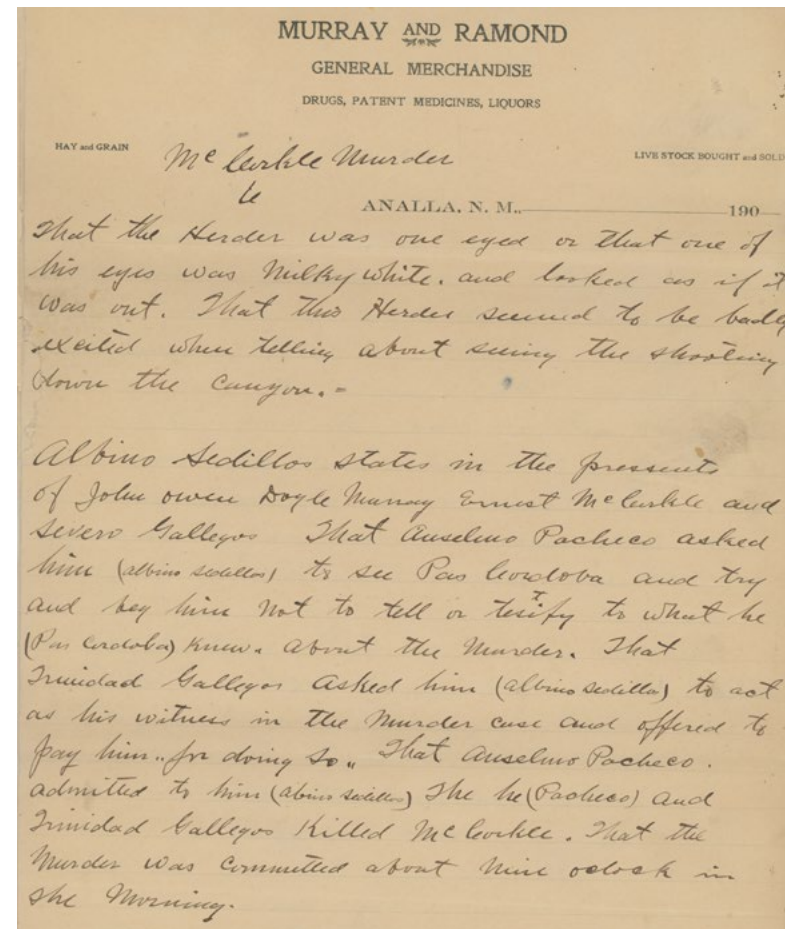 MURRAY AND RAMOND
GENERAL MERCHANDISE
DRUGS, PATENT MEDICINES, LIQUORS
HAY and GRAIN
LIVE STOCK BOUGHT and SOLD
Mc Corkle Murder
ANALLA, N. M., 190
That the Herder was one eyed or that one of
his eyes was Milky white. and looked as if it
was out. That this Herder seemed to be badly
excited when telling about seeing the shooting
down the Canyon.-
Albino Sedillos states in the pressents
of John owen Doyle Murray Ernest McCorkle and
Severo Gallegos That Anselmo Pacheco asked
him (albino sedillos) to see Pas Cordoba and try
and beg him Not to tell or testify to what he
(Pas Cordoba) Knew. about the Murder. That
Trinidad Gallegos Asked him (albino sedillos) to act
as his witness in the Murder case and offered to
pay him.. for doing so.. That Anselmo Pacheco.
admitted to him (abino sedillos) The he (Pacheco) and
Trinidad Gallegos Killed McCorkle. That the
Murder was Committed about Nine oclock in
the Morning.